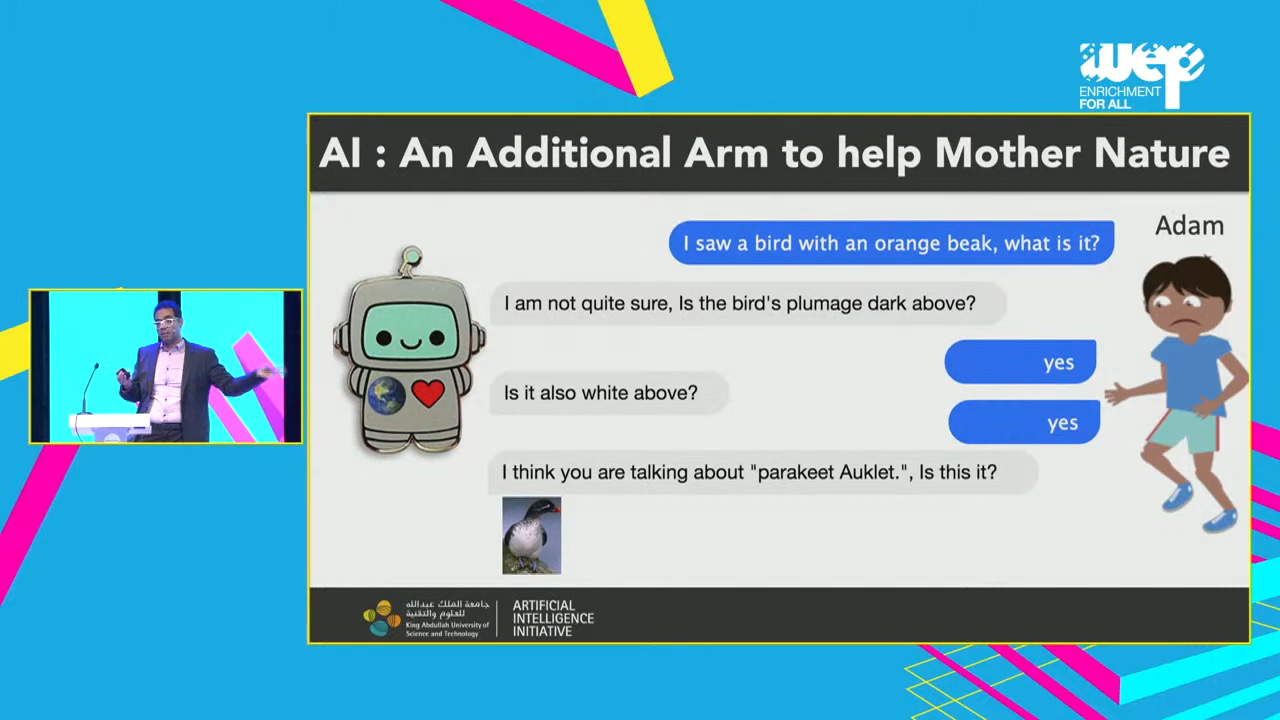 wep
ENRICHMENT
FOR ALL
AI : An Additional Arm to help Mother Nature
Adam
I saw a bird with an orange beak, what is it?
I am not quite sure, Is the bird's plumage dark above?
yes
Is it also white above?
yes
I think you are talking about "parakeet Auklet.", Is this it?
جامعة الملك عبدالله
للعلوم والتقنية
King Abdullah University of
Science and Technology
ARTIFICIAL
INTELLIGENCE
INITIATIVE